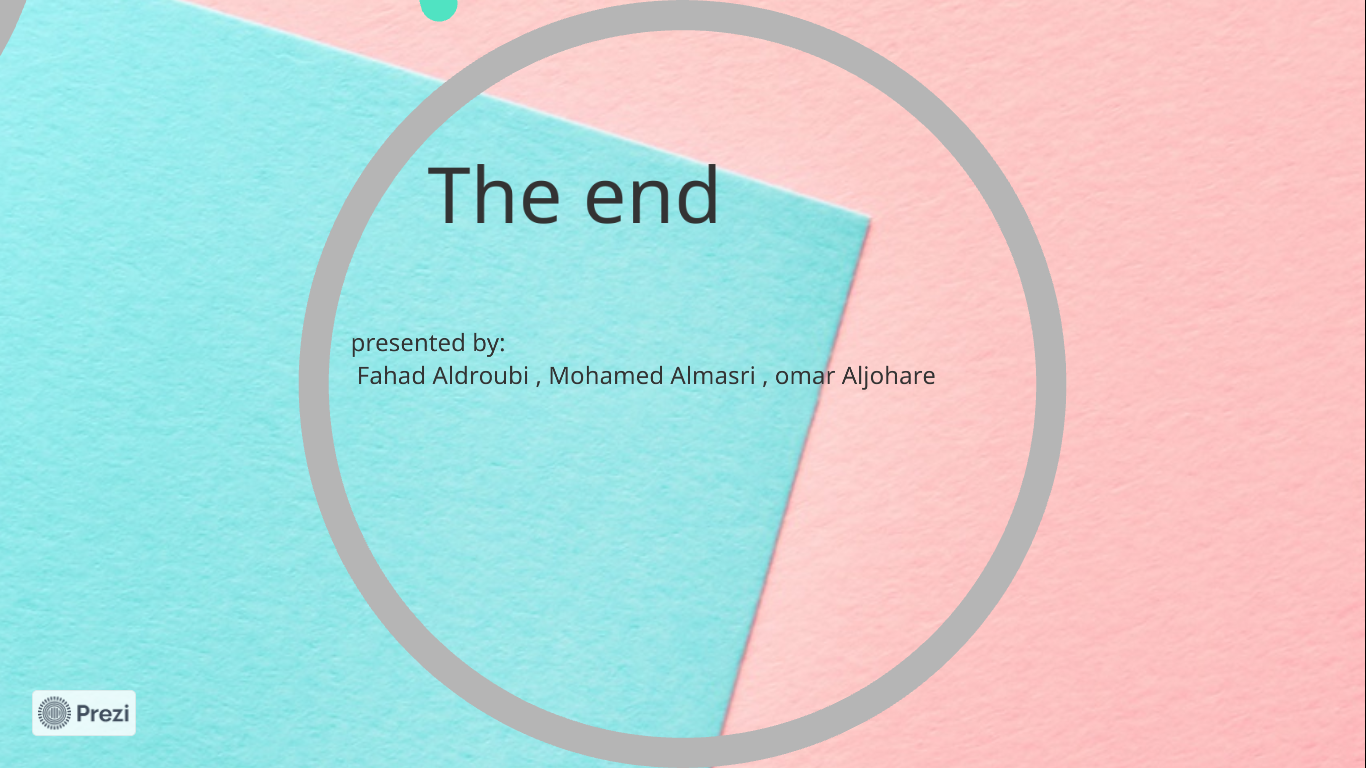 The end
presented by:
Fahad Aldroubi , Mohamed Almasri , omar Aljohare
Prezi